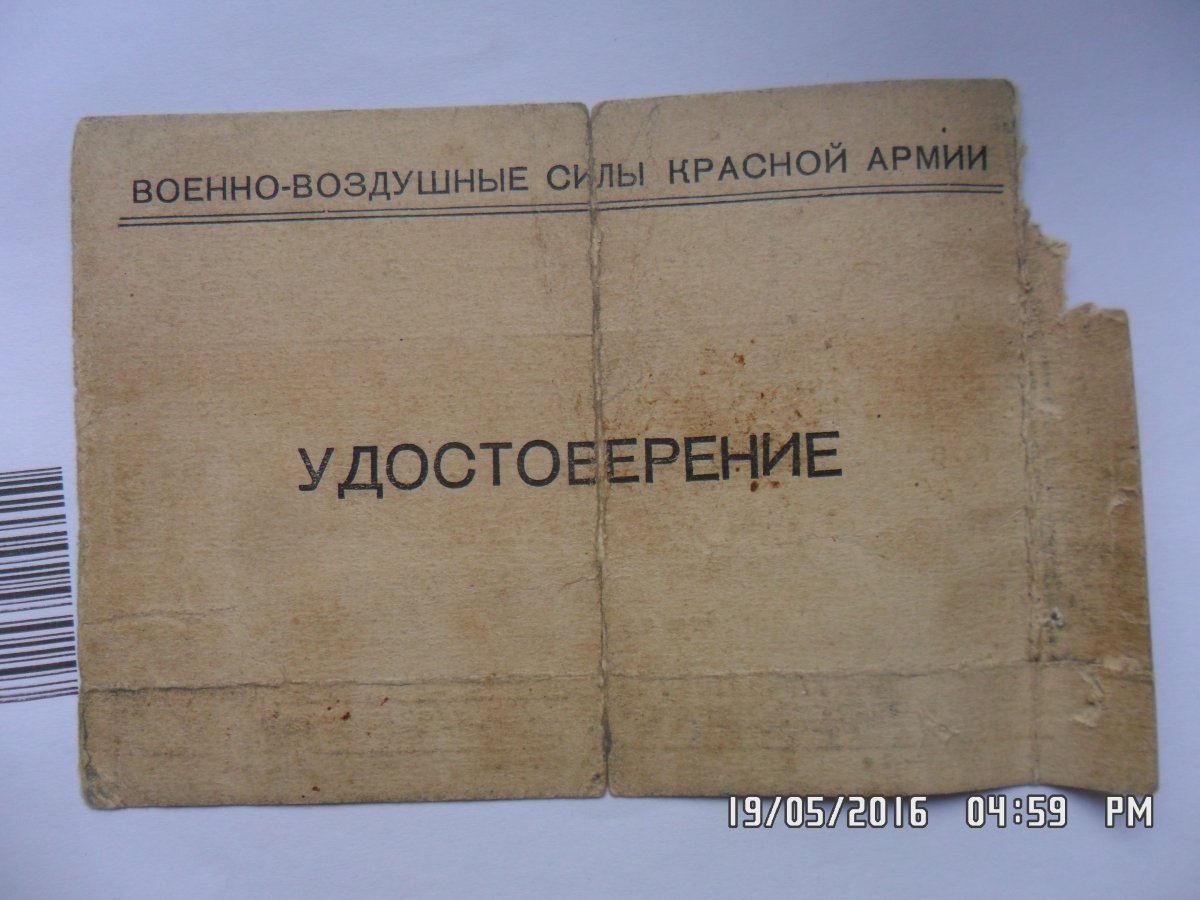 ВОЕННО-ВОЗДУШНЫЕ СИЛЫ КРАСНОЙ АРМИИ
УДОСТОВЕРЕНИЕ
19/05/2016 04:59 PM